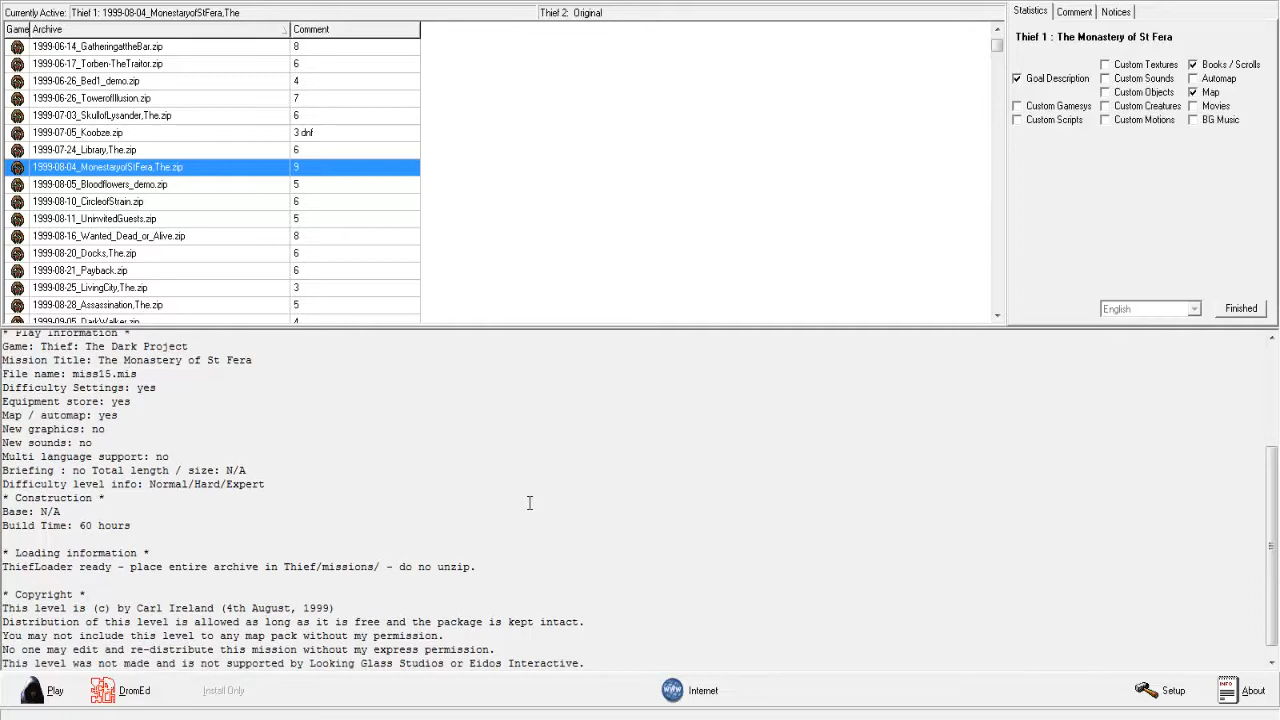 Currently Active: Thief 1: 1999-08-04_MonestaryofStFera,The Thief 2: Original
Game Archive Comment
1999-06-14_GatheringattheBar.zip 8
1999-06-17_Torben-TheTraitor.zip 6
1999-06-26_Bed1_demo.zip 4
1999-06-26_TowerofIllusion.zip 7
1999-07-03_SkullofLysander,The.zip 6
1999-07-05_Koobze.zip 3 dnf
1999-07-24_Library,The.zip 6
1999-08-04_MonestaryofStFera,The.zip 9
1999-08-05_Bloodflowers_demo.zip 5
1999-08-10_CircleofStrain.zip 6
1999-08-11_UninvitedGuests.zip 5
1999-08-16_Wanted_Dead_or_Alive.zip 8
1999-08-20_Docks,The.zip 6
1999-08-21_Payback.zip 6
1999-08-25_LivingCity,The.zip 3
1999-08-28_Assassination,The.zip 5
1999-09-05_DarkWalker.zip 4
Statistics Comment Notices
Thief 1 : The Monastery of St Fera
Custom Textures Books / Scrolls
Goal Description Custom Sounds Automap
Custom Objects Map
Custom Gamesys Custom Creatures Movies
Custom Scripts Custom Motions BG Music
English Finished
* Play Information *
Game: Thief: The Dark Project
Mission Title: The Monastery of St Fera
File name: miss15.mis
Difficulty Settings: yes
Equipment store: yes
Map / automap: yes
New graphics: no
New sounds: no
Multi language support: no
Briefing : no Total length / size: N/A
Difficulty level info: Normal/Hard/Expert
* Construction *
Base: N/A
Build Time: 60 hours
* Loading information *
ThiefLoader ready - place entire archive in Thief/missions/ - do no unzip.
* Copyright *
This level is (c) by Carl Ireland (4th August, 1999)
Distribution of this level is allowed as long as it is free and the package is kept intact.
You may not include this level to any map pack without my permission.
No one may edit and re-distribute this mission without my express permission.
This level was not made and is not supported by Looking Glass Studios or Eidos Interactive.
Play DromEd Install Only Internet Setup About